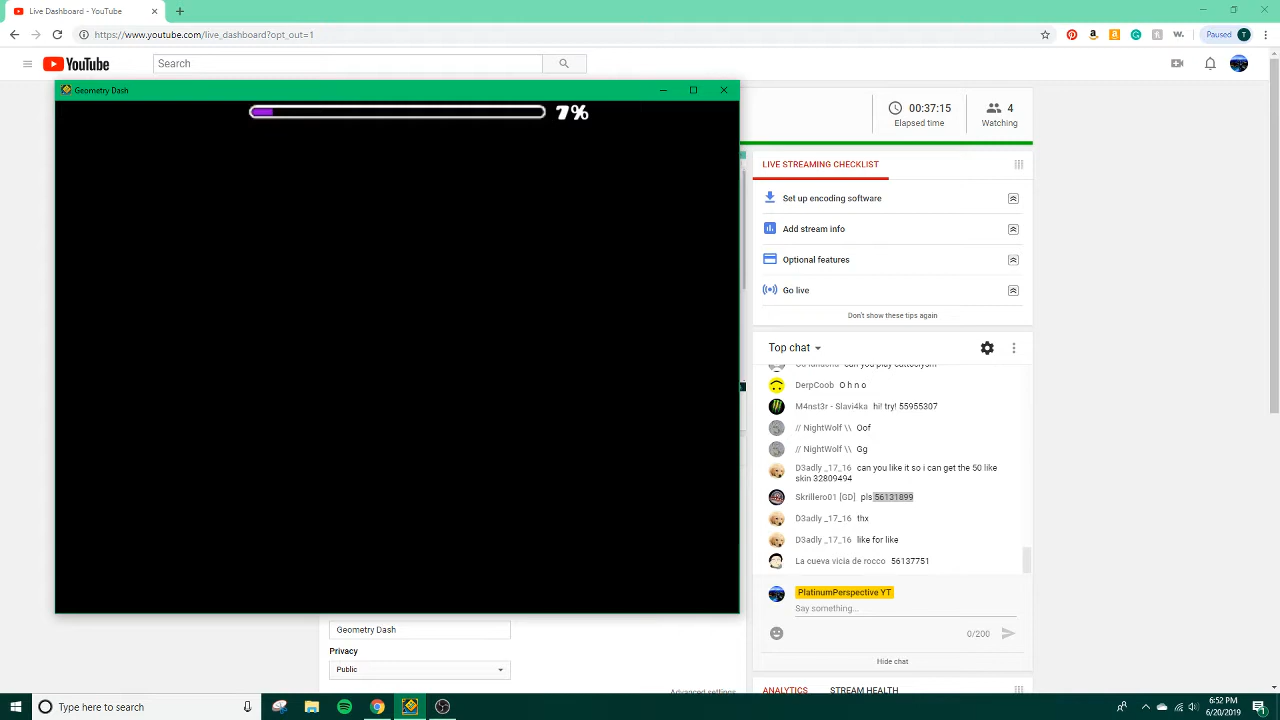 Live Dashboard - YouTube
https://www.youtube.com/live_dashboard?opt_out=1
Paused
T
YouTube
Search
Geometry Dash
7%
00:37:15
Elapsed time
4
Watching
LIVE STREAMING CHECKLIST
Set up encoding software
Add stream info
Optional features
Go live
Don't show these tips again
Top chat
DerpCoob O h n o
M4nst3r - Slavi4ka hi! try! 55955307
// NightWolf \\ Oof
// NightWolf \\ Gg
D3adly _17_16 can you like it so i can get the 50 like
skin 32809494
Skrillero01 [GD] pls 56131899
D3adly _17_16 thx
D3adly _17_16 like for like
La cueva vicia de rocco 56137751
PlatinumPerspective YT
Say something...
0/200
Hide chat
Geometry Dash
Privacy
Public
Advanced settings
ANALYTICS
STREAM HEALTH
Type here to search
6:52 PM
6/20/2019